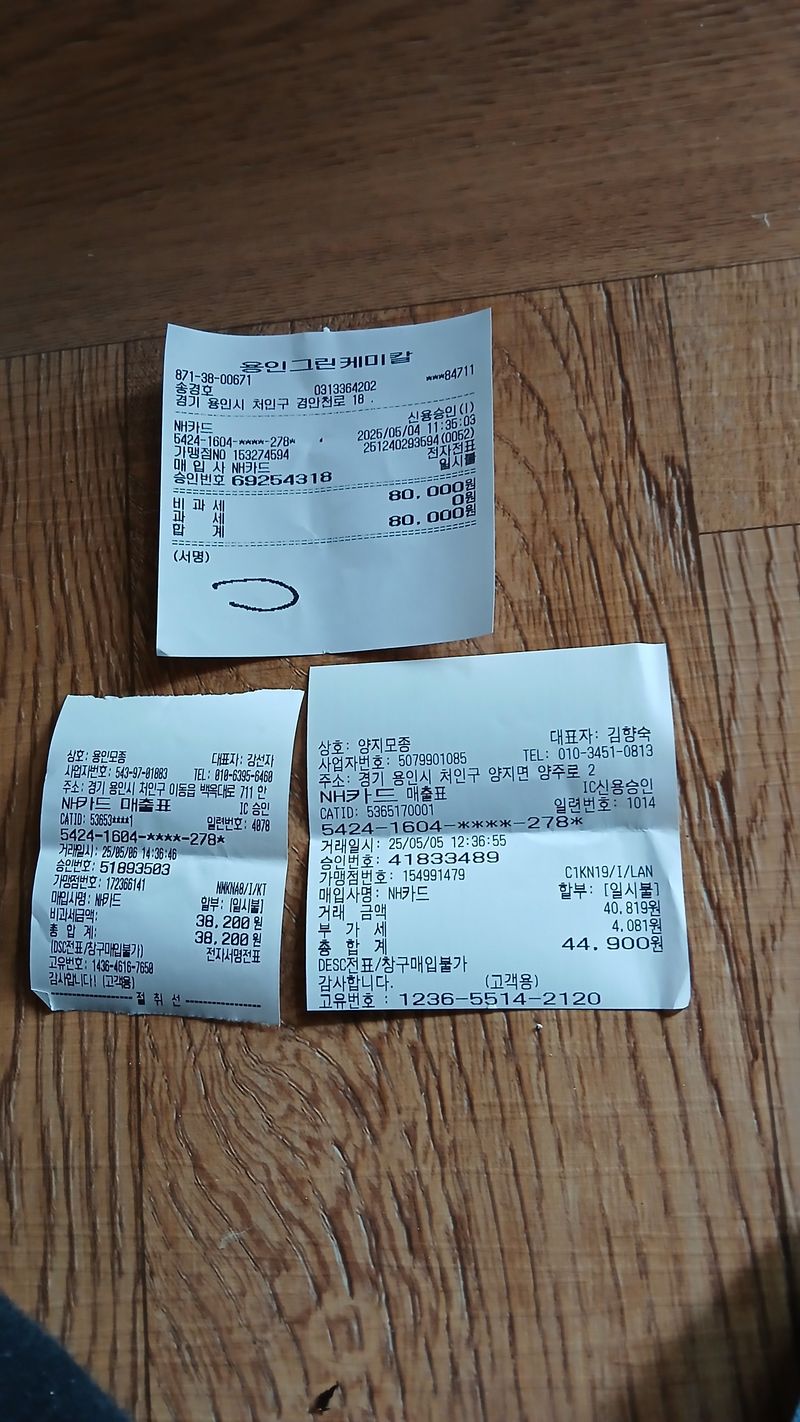 용인그린케미칼
871-38-00671 ***84711
송경호 0313364202
경기 용인시 처인구 경안천로 18 .
신용승인(I)
NH카드 2025/05/04 11:35:03
5424-1604-****-278* 251240293594(0052)
가맹점NO 153274594 전자전표
매 입 사 NH카드 일시불
승인번호 69254318
비 과 세 80,000원
과 세 0원
합 계 80,000원
(서명)
상호: 용인모종 대표자: 김선자
사업자번호: 543-97-01083 TEL: 010-6395-6460
주소: 경기 용인시 처인구 이동읍 백옥대로 711 안
NH카드 매출표 IC 승인
CATID: 53653****1 일련번호: 4078
5424-1604-****-278*
거래일시: 25/05/06 14:36:46
승인번호: 51893503
가맹점번호: 172366141 NMKNA8/I/KT
매입사명: NH카드 할부: [일시불]
비과세금액: 38,200원
총 합 계: 38,200원
(DSC전표/창구매입불가) 전자서명전표
고유번호: 1436-4616-7650
감사합니다! (고객용)
절 취 선
상호: 양지모종 대표자: 김향숙
사업자번호: 5079901085 TEL: 010-3451-0813
주소: 경기 용인시 처인구 양지면 양주로 2
NH카드 매출표 IC신용승인
CATID: 5365170001 일련번호: 1014
5424-1604-****-278*
거래일시: 25/05/05 12:36:55
승인번호: 41833489
가맹점번호: 154991479 C1KN19/I/LAN
매입사명: NH카드 할부: [일시불]
거래 금액 40,819원
부 가 세 4,081원
총 합 계 44,900원
DESC전표/창구매입불가
감사합니다. (고객용)
고유번호 : 1236-5514-2120